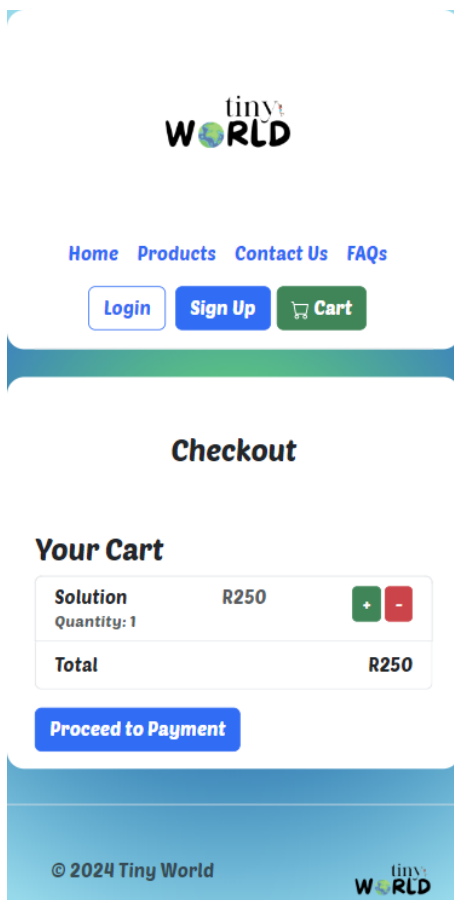 tiny
WORLD
Home Products Contact Us FAQs
Login Sign Up Cart
Checkout
Your Cart
Solution R250 + -
Quantity: 1
Total R250
Proceed to Payment
© 2024 Tiny World
tiny
WORLD